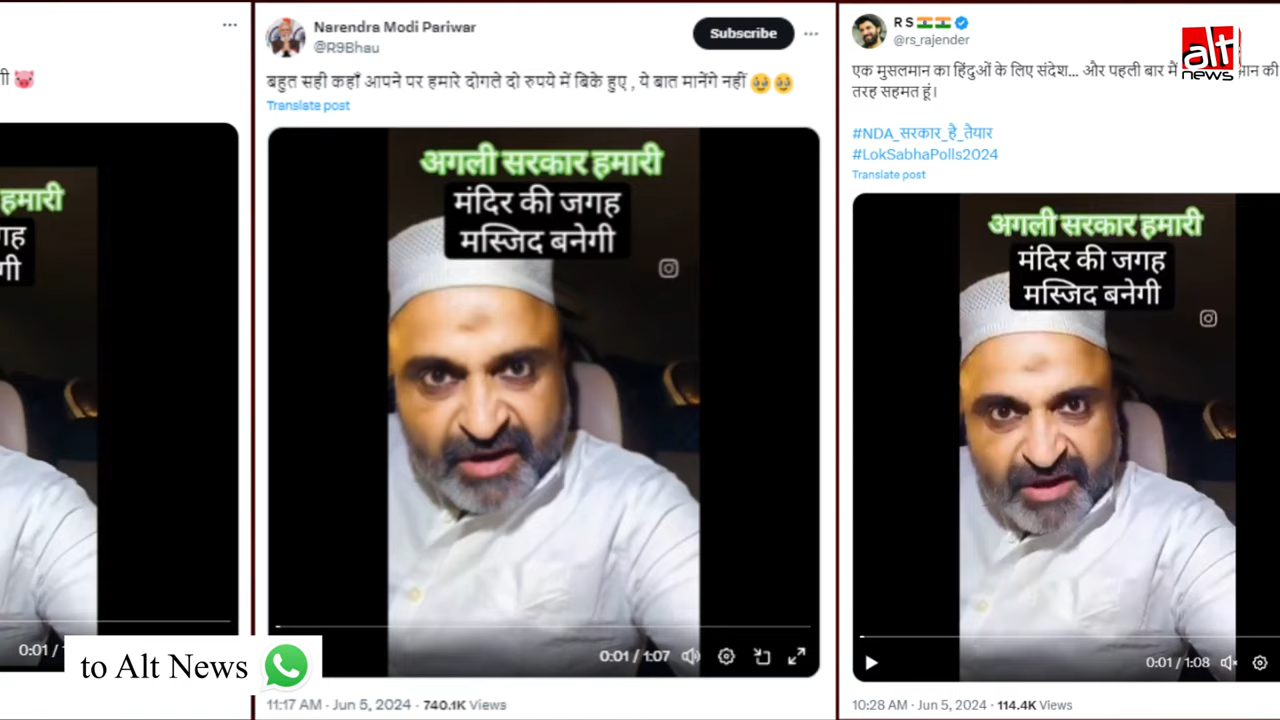 गी 🐷
हमारी
गह
गी
0:01 /
to Alt News
Narendra Modi Pariwar
@R9Bhau
Subscribe
बहुत सही कहाँ आपने पर हमारे दोगले दो रुपये में बिके हुए , ये बात मानेंगे नहीं 🥹🥹
Translate post
अगली सरकार हमारी
मंदिर की जगह
मस्जिद बनेगी
0:01 / 1:07
11:17 AM · Jun 5, 2024 · 740.1K Views
R S 🇮🇳🇮🇳
@rs_rajender
alt
news
एक मुसलमान का हिंदुओं के लिए संदेश... और पहली बार मैं की
तरह सहमत हूं।
#NDA_सरकार_है_तैयार
#LokSabhaPolls2024
Translate post
अगली सरकार हमारी
मंदिर की जगह
मस्जिद बनेगी
0:01 / 1:08
10:28 AM · Jun 5, 2024 · 114.4K Views